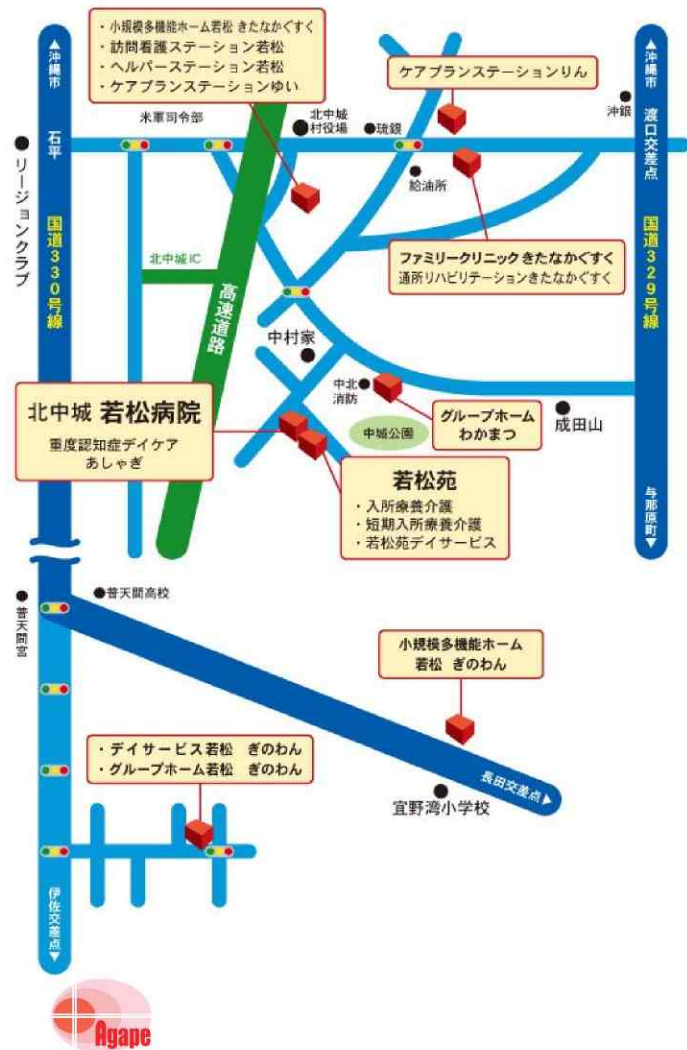 ・小規模多機能ホーム若松 きたなかぐすく
・訪問看護ステーション若松
・ヘルパーステーション若松
・ケアプランステーションゆい
ケアプランステーションりん
▲沖縄市
▲沖縄市
石平
リージョンクラブ
国道330号線
米軍司令部
北中城
村役場
琉銀
給油所
沖銀
渡口交差点
国道329号線
ファミリークリニック きたなかぐすく
通所リハビリテーションきたなかぐすく
北中城IC
高速道路
中村家
中北
消防
中城公園
グループホーム
わかまつ
成田山
北中城 若松病院
重度認知症デイケア
あしゃぎ
若松苑
・入所療養介護
・短期入所療養介護
・若松苑デイサービス
与那原町▼
普天間宮
普天間高校
小規模多機能ホーム
若松 ぎのわん
・デイサービス若松 ぎのわん
・グループホーム若松 ぎのわん
長田交差点▶
宜野湾小学校
伊佐交差点▼
Agape